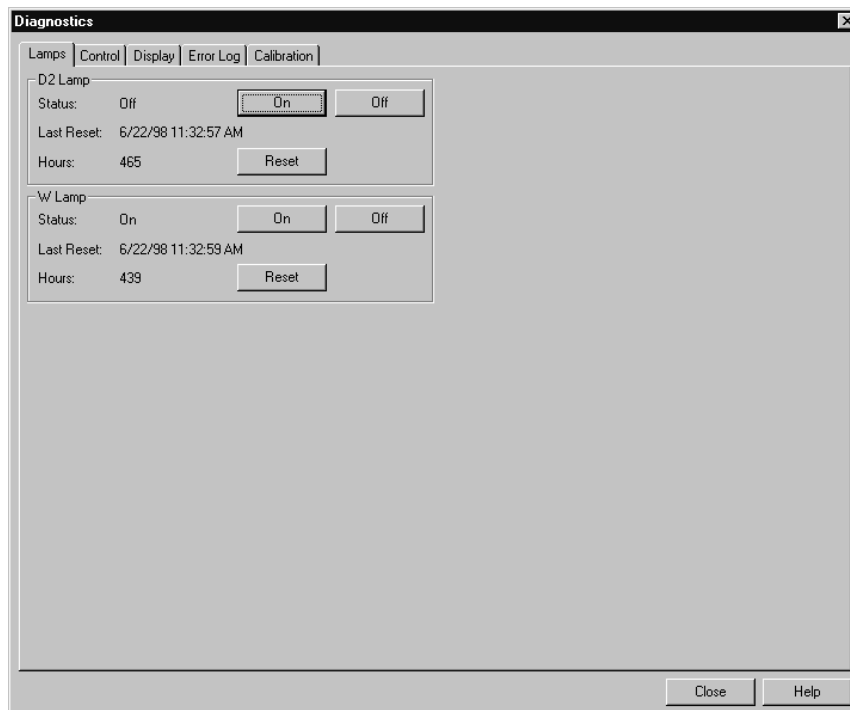 Diagnostics
Lamps Control Display Error Log Calibration
D2 Lamp
Status: Off On Off
Last Reset: 6/22/98 11:32:57 AM
Hours: 465 Reset
W Lamp
Status: On On Off
Last Reset: 6/22/98 11:32:59 AM
Hours: 439 Reset
Close Help